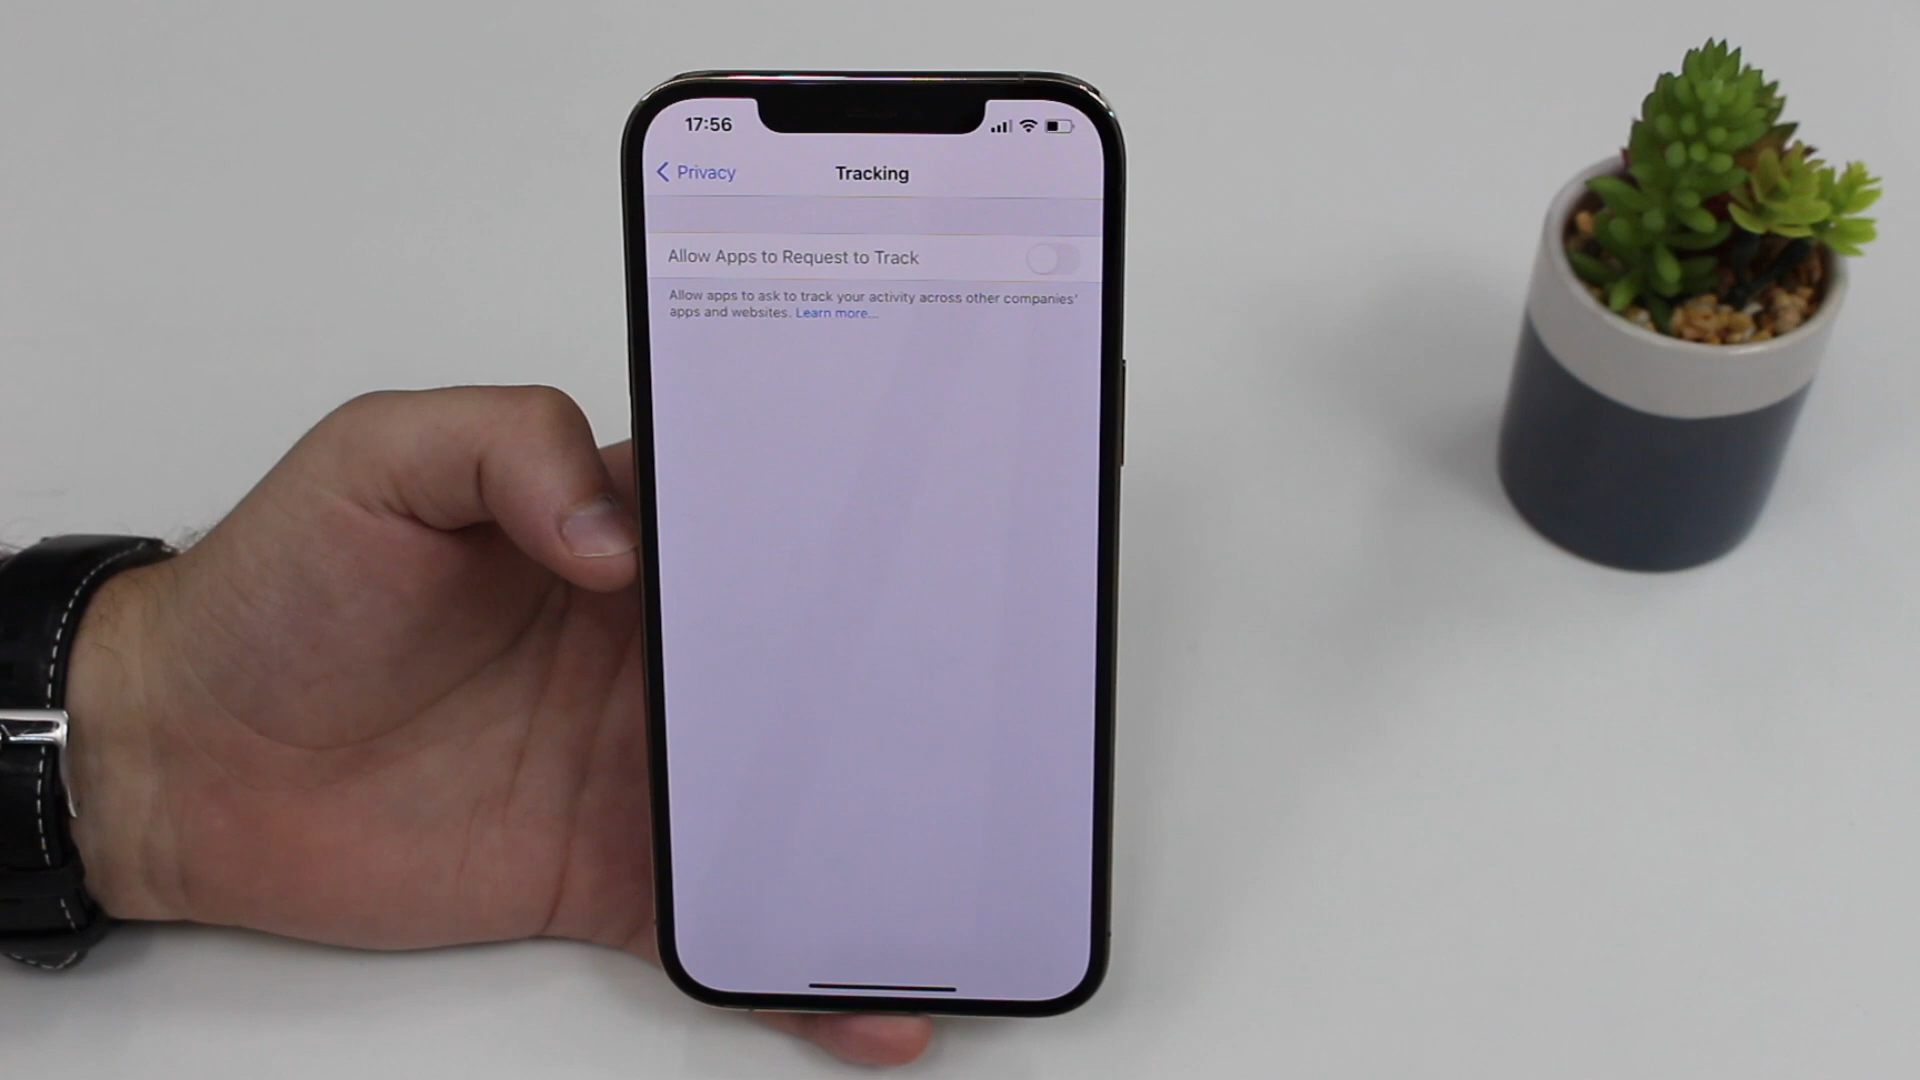 17:56
Privacy
Tracking
Allow Apps to Request to Track
Allow apps to ask to track your activity across other companies'
apps and websites. Learn more...